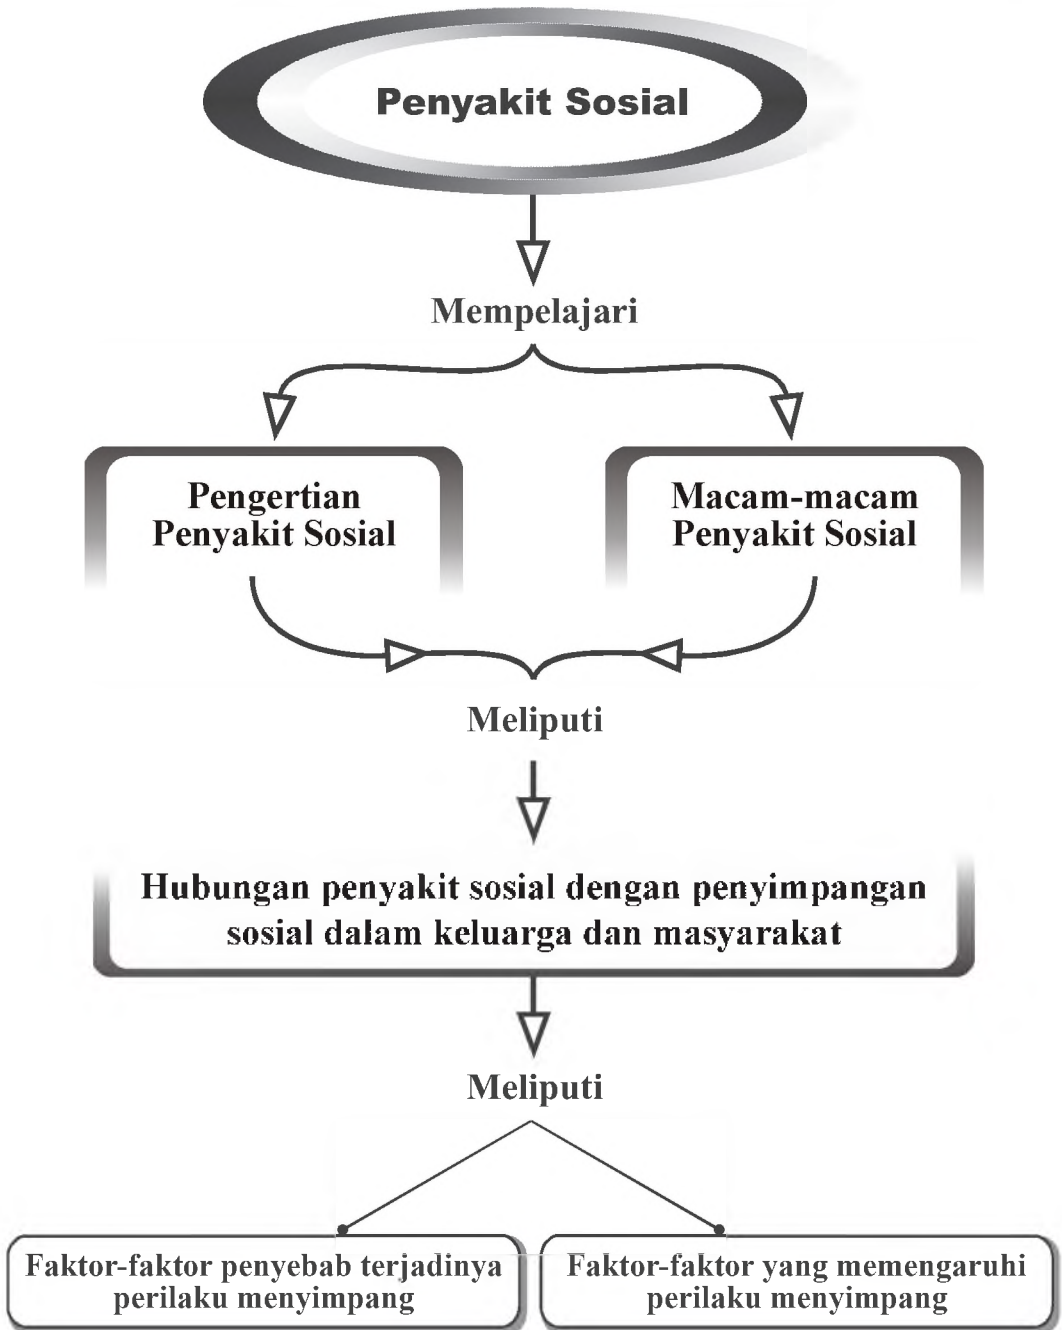 Penyakit Sosial
Mempelajari
Pengertian
Penyakit Sosial
Macam-macam
Penyakit Sosial
Meliputi
Hubungan penyakit sosial dengan penyimpangan
sosial dalam keluarga dan masyarakat
Meliputi
Faktor-faktor penyebab terjadinya
perilaku menyimpang
Faktor-faktor yang memengaruhi
perilaku menyimpang